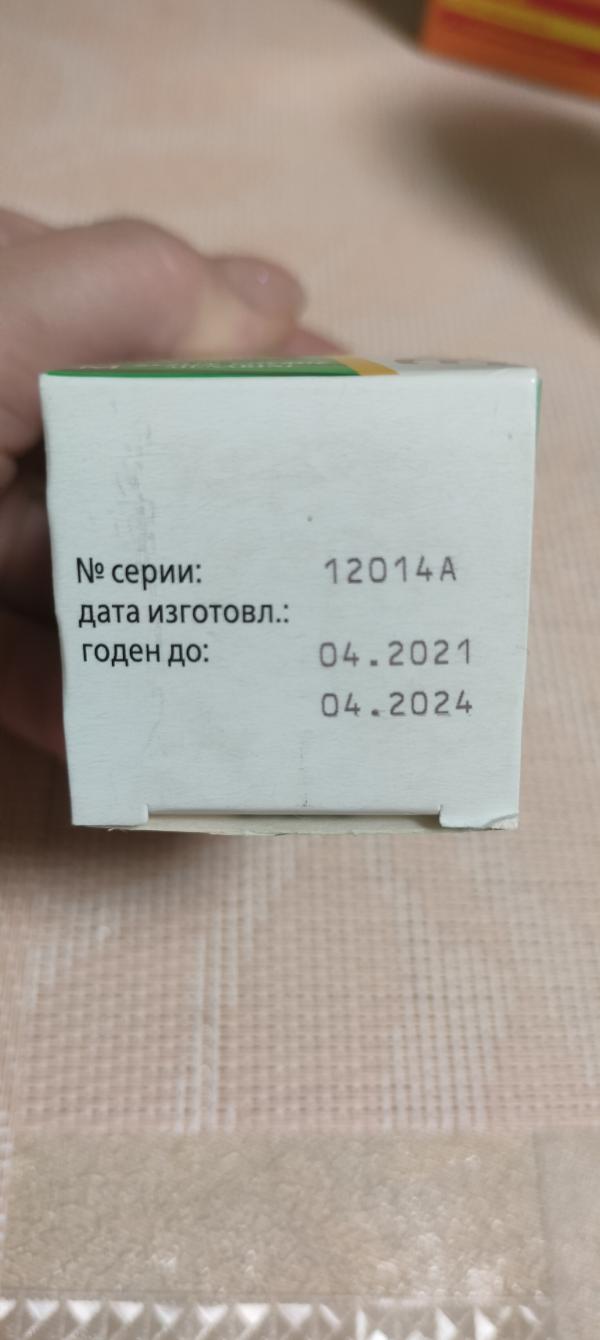 № серии: 12014A
дата изготовл.:
годен до: 04.2021
04.2024